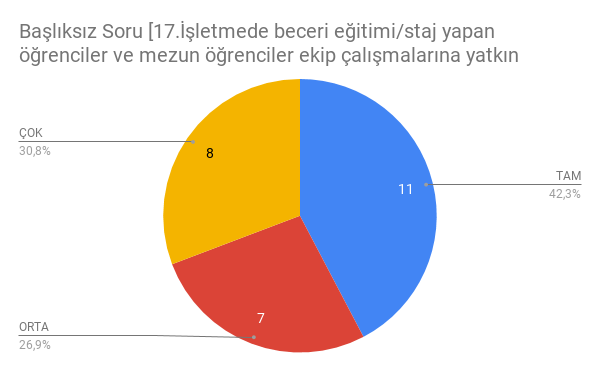 Başlıksız Soru [17.İşletmede beceri eğitimi/staj yapan
öğrenciler ve mezun öğrenciler ekip çalışmalarına yatkın
ÇOK
30,8%
8
TAM
42,3%
11
7
ORTA
26,9%